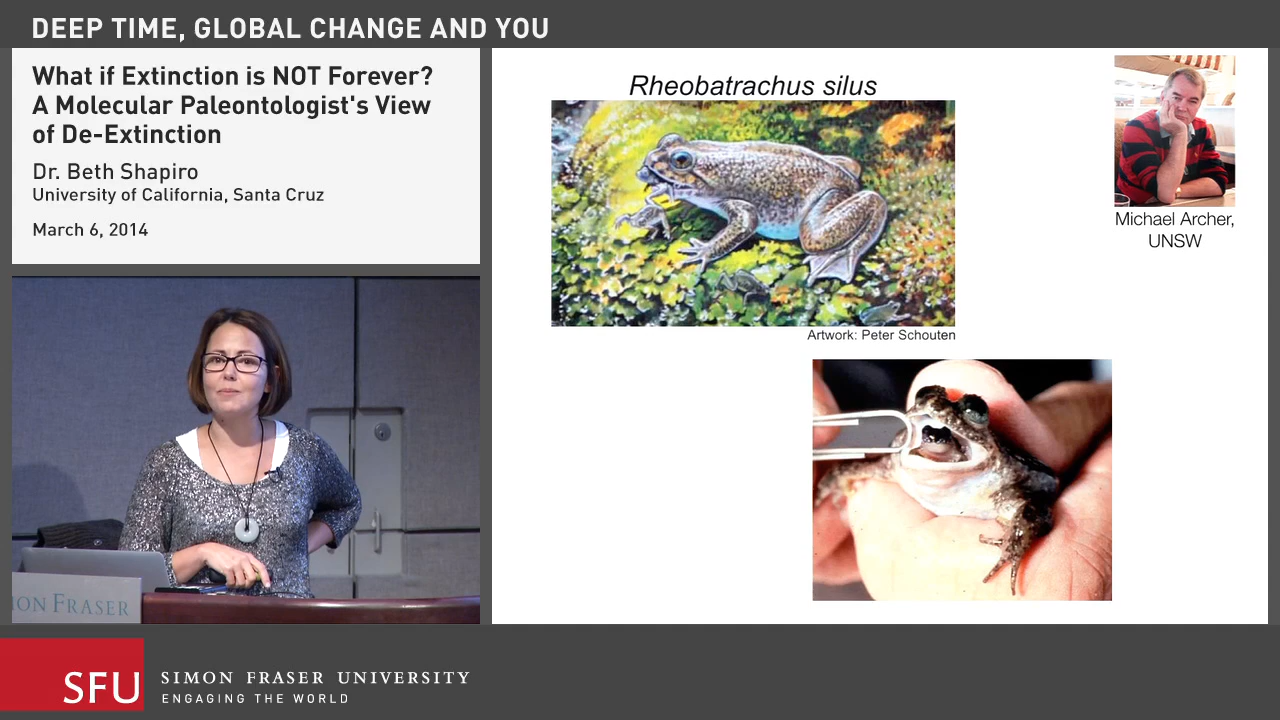 DEEP TIME, GLOBAL CHANGE AND YOU
What if Extinction is NOT Forever?
A Molecular Paleontologist's View
of De-Extinction
Dr. Beth Shapiro
University of California, Santa Cruz
March 6, 2014
Rheobatrachus silus
Artwork: Peter Schouten
Michael Archer,
UNSW
ON FRASER
SFU
SIMON FRASER UNIVERSITY
ENGAGING THE WORLD